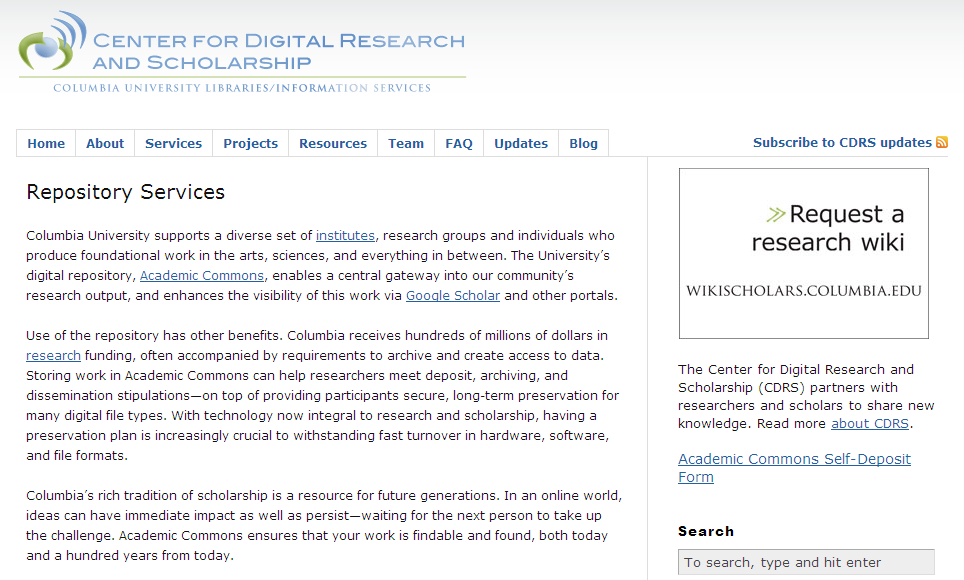 CENTER FOR DIGITAL RESEARCH
AND SCHOLARSHIP
COLUMBIA UNIVERSITY LIBRARIES/INFORMATION SERVICES
Home About Services Projects Resources Team FAQ Updates Blog
Subscribe to CDRS updates
Repository Services
Columbia University supports a diverse set of institutes, research groups and individuals who
produce foundational work in the arts, sciences, and everything in between. The University’s
digital repository, Academic Commons, enables a central gateway into our community’s
research output, and enhances the visibility of this work via Google Scholar and other portals.
Use of the repository has other benefits. Columbia receives hundreds of millions of dollars in
research funding, often accompanied by requirements to archive and create access to data.
Storing work in Academic Commons can help researchers meet deposit, archiving, and
dissemination stipulations—on top of providing participants secure, long-term preservation for
many digital file types. With technology now integral to research and scholarship, having a
preservation plan is increasingly crucial to withstanding fast turnover in hardware, software,
and file formats.
Columbia’s rich tradition of scholarship is a resource for future generations. In an online world,
ideas can have immediate impact as well as persist—waiting for the next person to take up
the challenge. Academic Commons ensures that your work is findable and found, both today
and a hundred years from today.
Request a
research wiki
WIKISCHOLARS.COLUMBIA.EDU
The Center for Digital Research and
Scholarship (CDRS) partners with
researchers and scholars to share new
knowledge. Read more about CDRS.
Academic Commons Self-Deposit
Form
Search
To search, type and hit enter